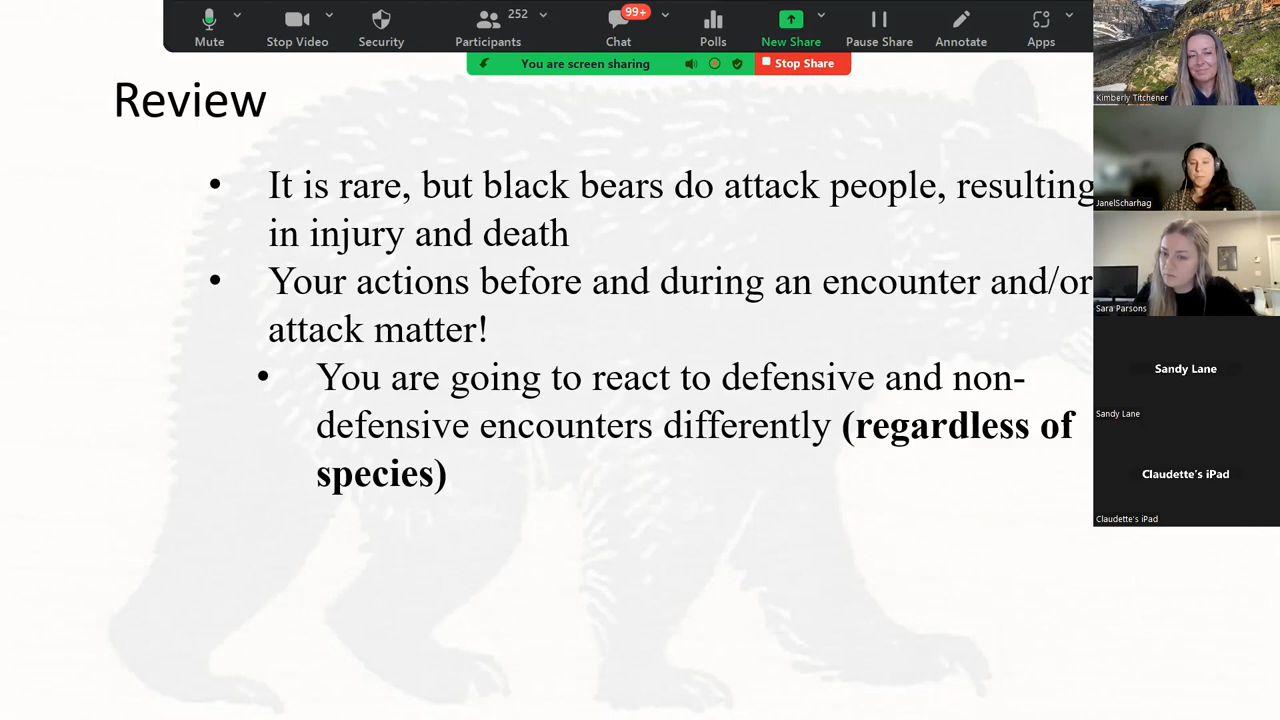 252
99+
Mute
Stop Video
Security
Participants
Chat
Polls
New Share
Pause Share
Annotate
Apps
You are screen sharing
Stop Share
Review
• It is rare, but black bears do attack people, resulting
in injury and death
• Your actions before and during an encounter and/or
attack matter!
• You are going to react to defensive and non-
defensive encounters differently (regardless of
species)
Kimberly Titchener
JanelScharhag
Sara Parsons
Sandy Lane
Sandy Lane
Claudette's iPad
Claudette's iPad